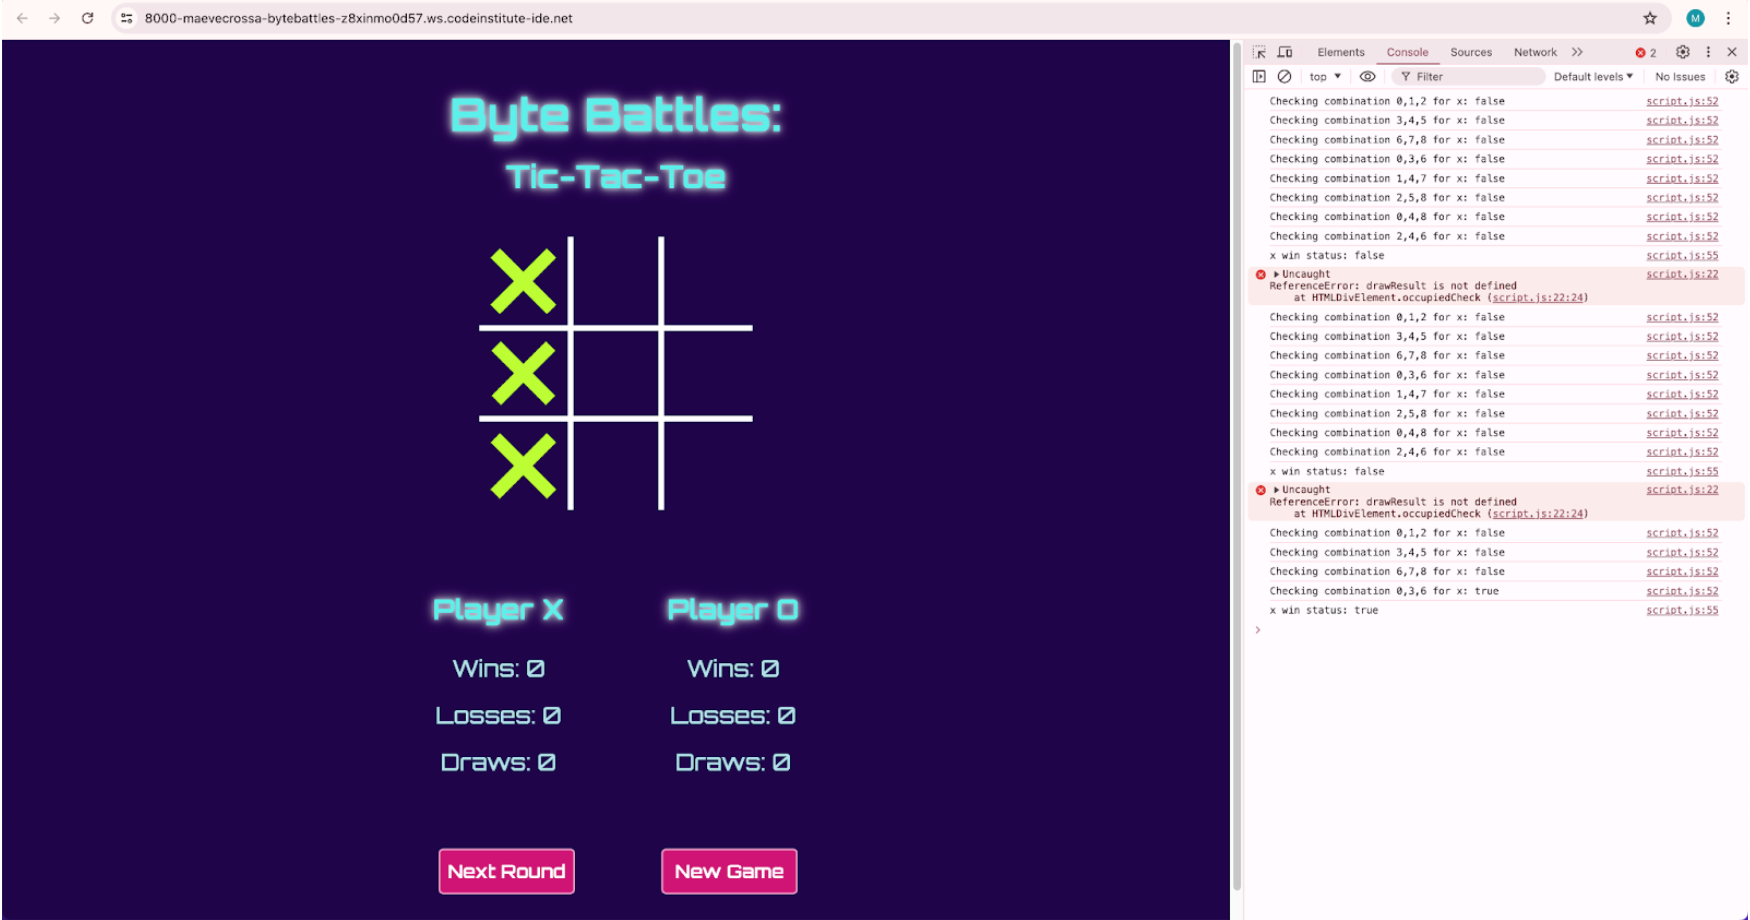 8000-maevecrossa-bytebattles-z8xinmo0d57.ws.codeinstitute-ide.net
M
Byte Battles:
Tic-Tac-Toe
Player X
Player O
Wins: 0
Wins: 0
Losses: 0
Losses: 0
Draws: 0
Draws: 0
Next Round
New Game
Elements Console Sources Network 2
top Filter Default levels No Issues
Checking combination 0,1,2 for x: false script.js:52
Checking combination 3,4,5 for x: false script.js:52
Checking combination 6,7,8 for x: false script.js:52
Checking combination 0,3,6 for x: false script.js:52
Checking combination 1,4,7 for x: false script.js:52
Checking combination 2,5,8 for x: false script.js:52
Checking combination 0,4,8 for x: false script.js:52
Checking combination 2,4,6 for x: false script.js:52
x win status: false script.js:55
Uncaught script.js:22
ReferenceError: drawResult is not defined
at HTMLDivElement.occupiedCheck (script.js:22:24)
Checking combination 0,1,2 for x: false script.js:52
Checking combination 3,4,5 for x: false script.js:52
Checking combination 6,7,8 for x: false script.js:52
Checking combination 0,3,6 for x: false script.js:52
Checking combination 1,4,7 for x: false script.js:52
Checking combination 2,5,8 for x: false script.js:52
Checking combination 0,4,8 for x: false script.js:52
Checking combination 2,4,6 for x: false script.js:52
x win status: false script.js:55
Uncaught script.js:22
ReferenceError: drawResult is not defined
at HTMLDivElement.occupiedCheck (script.js:22:24)
Checking combination 0,1,2 for x: false script.js:52
Checking combination 3,4,5 for x: false script.js:52
Checking combination 6,7,8 for x: false script.js:52
Checking combination 0,3,6 for x: true script.js:52
x win status: true script.js:55